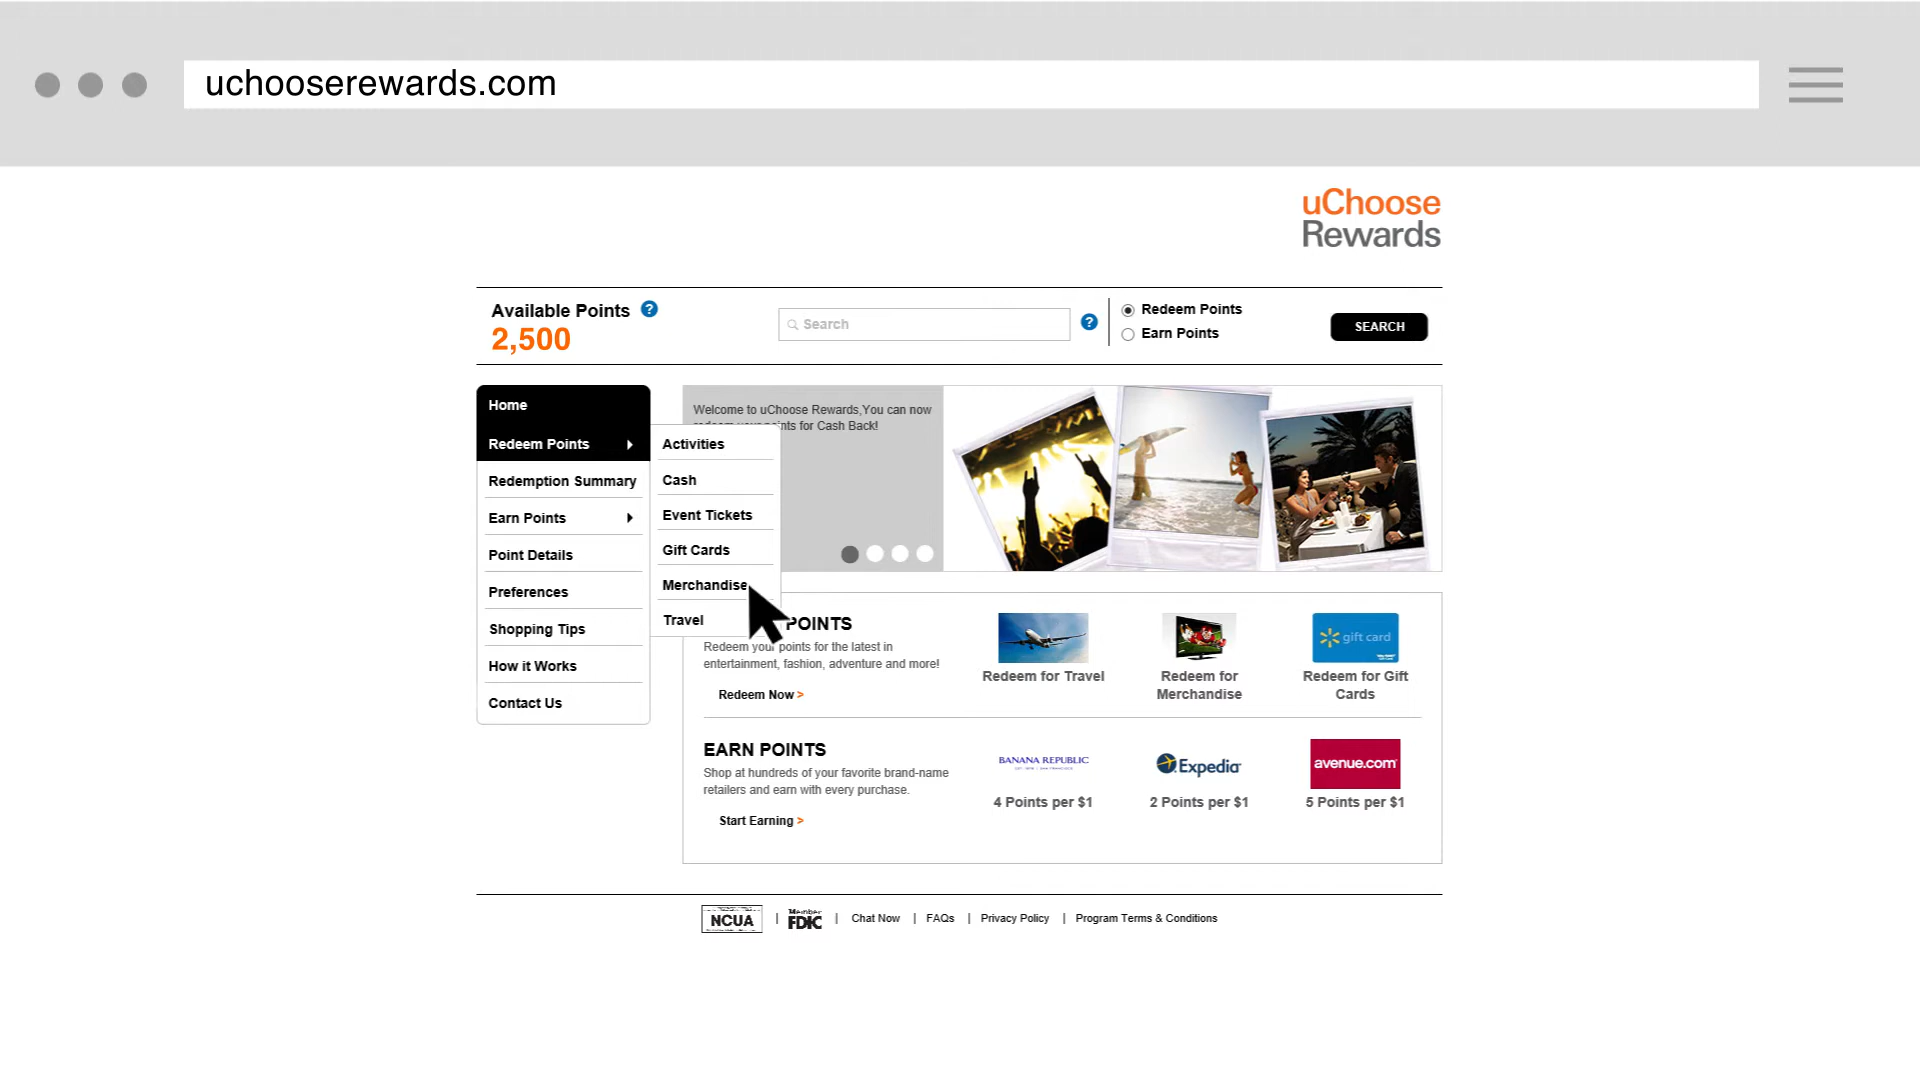 uchooserewards.com
uChoose
Rewards
Available Points ?
2,500
Search
?
Redeem Points
Earn Points
SEARCH
Home
Redeem Points
Redemption Summary
Earn Points
Point Details
Preferences
Shopping Tips
How it Works
Contact Us
Activities
Cash
Event Tickets
Gift Cards
Merchandise
Travel
Welcome to uChoose Rewards,You can now
redeem your points for Cash Back!
POINTS
Redeem your points for the latest in
entertainment, fashion, adventure and more!
Redeem Now >
Redeem for Travel
Redeem for
Merchandise
gift card
Redeem for Gift
Cards
EARN POINTS
Shop at hundreds of your favorite brand-name
retailers and earn with every purchase.
Start Earning >
BANANA REPUBLIC
4 Points per $1
Expedia
2 Points per $1
avenue.com
5 Points per $1
NCUA | Member FDIC | Chat Now | FAQs | Privacy Policy | Program Terms & Conditions